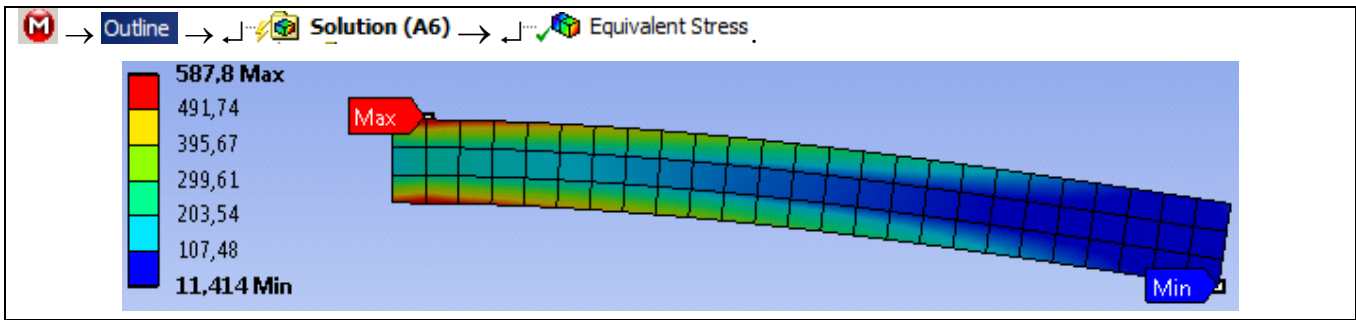 M → Outline → Solution (A6) → Equivalent Stress.
587,8 Max
491,74
395,67
299,61
203,54
107,48
11,414 Min
Max
Min